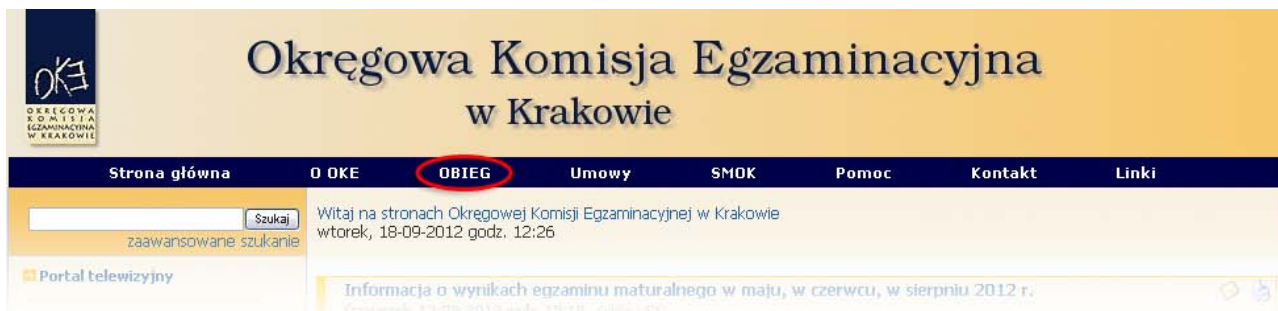 OKE
OKRĘGOWA
KOMISJA
EGZAMINACYJNA
W KRAKOWIE
Okręgowa Komisja Egzaminacyjna
w Krakowie
Strona główna O OKE OBIEG Umowy SMOK Pomoc Kontakt Linki
Szukaj
zaawansowane szukanie
Witaj na stronach Okręgowej Komisji Egzaminacyjnej w Krakowie
wtorek, 18-09-2012 godz. 12:26
Portal telewizyjny
Informacja o wynikach egzaminu maturalnego w maju, w czerwcu, w sierpniu 2012 r.